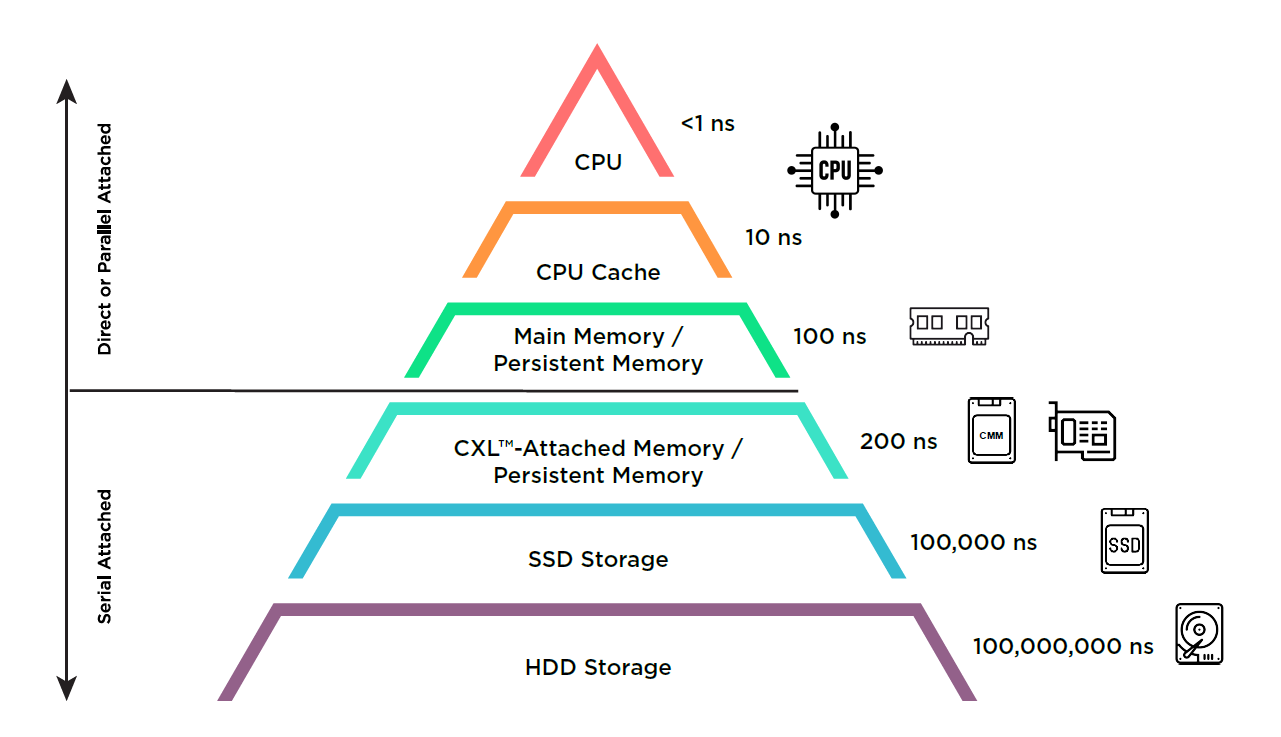 <1 ns
CPU
CPU
10 ns
CPU Cache
Main Memory /
Persistent Memory
100 ns
Direct or Parallel Attached
CXL™-Attached Memory /
Persistent Memory
200 ns
CMM
SSD Storage
100,000 ns
SSD
Serial Attached
HDD Storage
100,000,000 ns